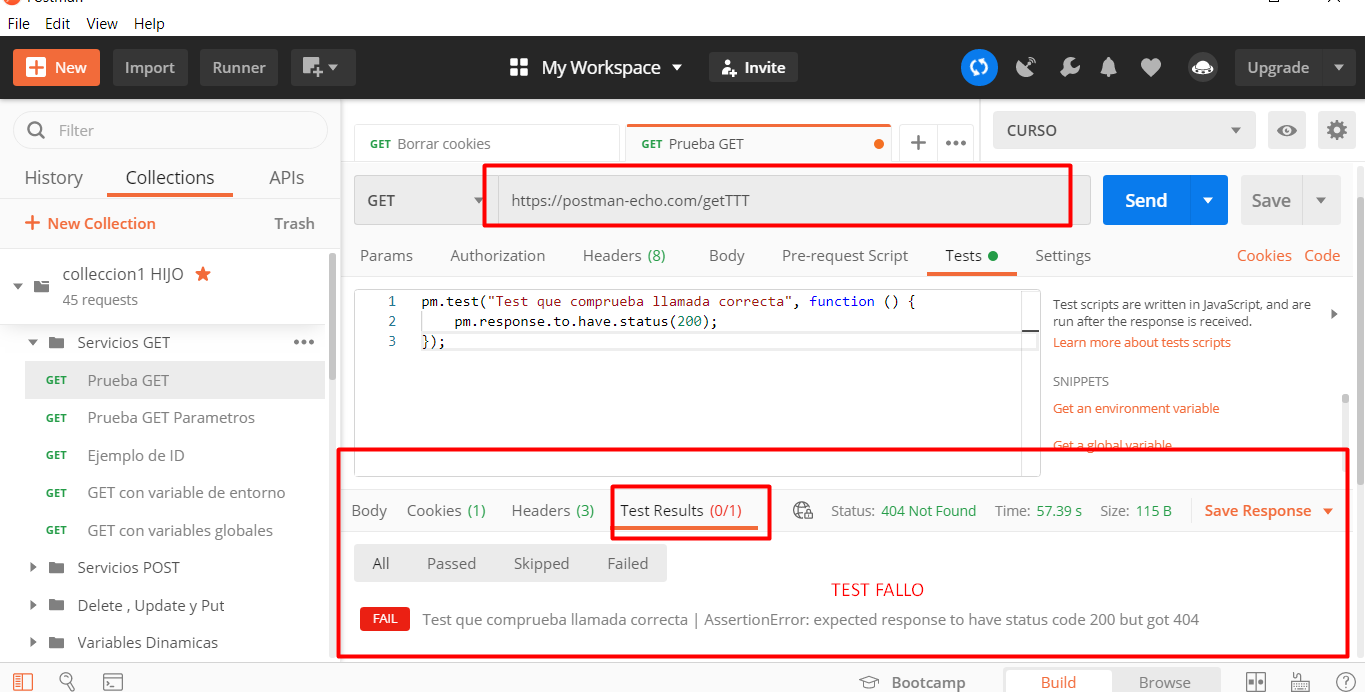 Postman
File Edit View Help
New Import Runner My Workspace Invite Upgrade
Filter
GET Borrar cookies GET Prueba GET CURSO
History Collections APIs
GET https://postman-echo.com/getTTT Send Save
New Collection Trash
Params Authorization Headers (8) Body Pre-request Script Tests Settings Cookies Code
colleccion1 HIJO
45 requests
1 pm.test("Test que comprueba llamada correcta", function () {
2 pm.response.to.have.status(200);
3 });
Test scripts are written in JavaScript, and are
run after the response is received.
Learn more about tests scripts
SNIPPETS
Get an environment variable
Get a global variable
Servicios GET
GET Prueba GET
GET Prueba GET Parametros
GET Ejemplo de ID
GET GET con variable de entorno
GET GET con variables globales
Servicios POST
Delete , Update y Put
Variables Dinamicas
Body Cookies (1) Headers (3) Test Results (0/1) Status: 404 Not Found Time: 57.39 s Size: 115 B Save Response
All Passed Skipped Failed
TEST FALLO
FAIL Test que comprueba llamada correcta | AssertionError: expected response to have status code 200 but got 404
Bootcamp Build Browse